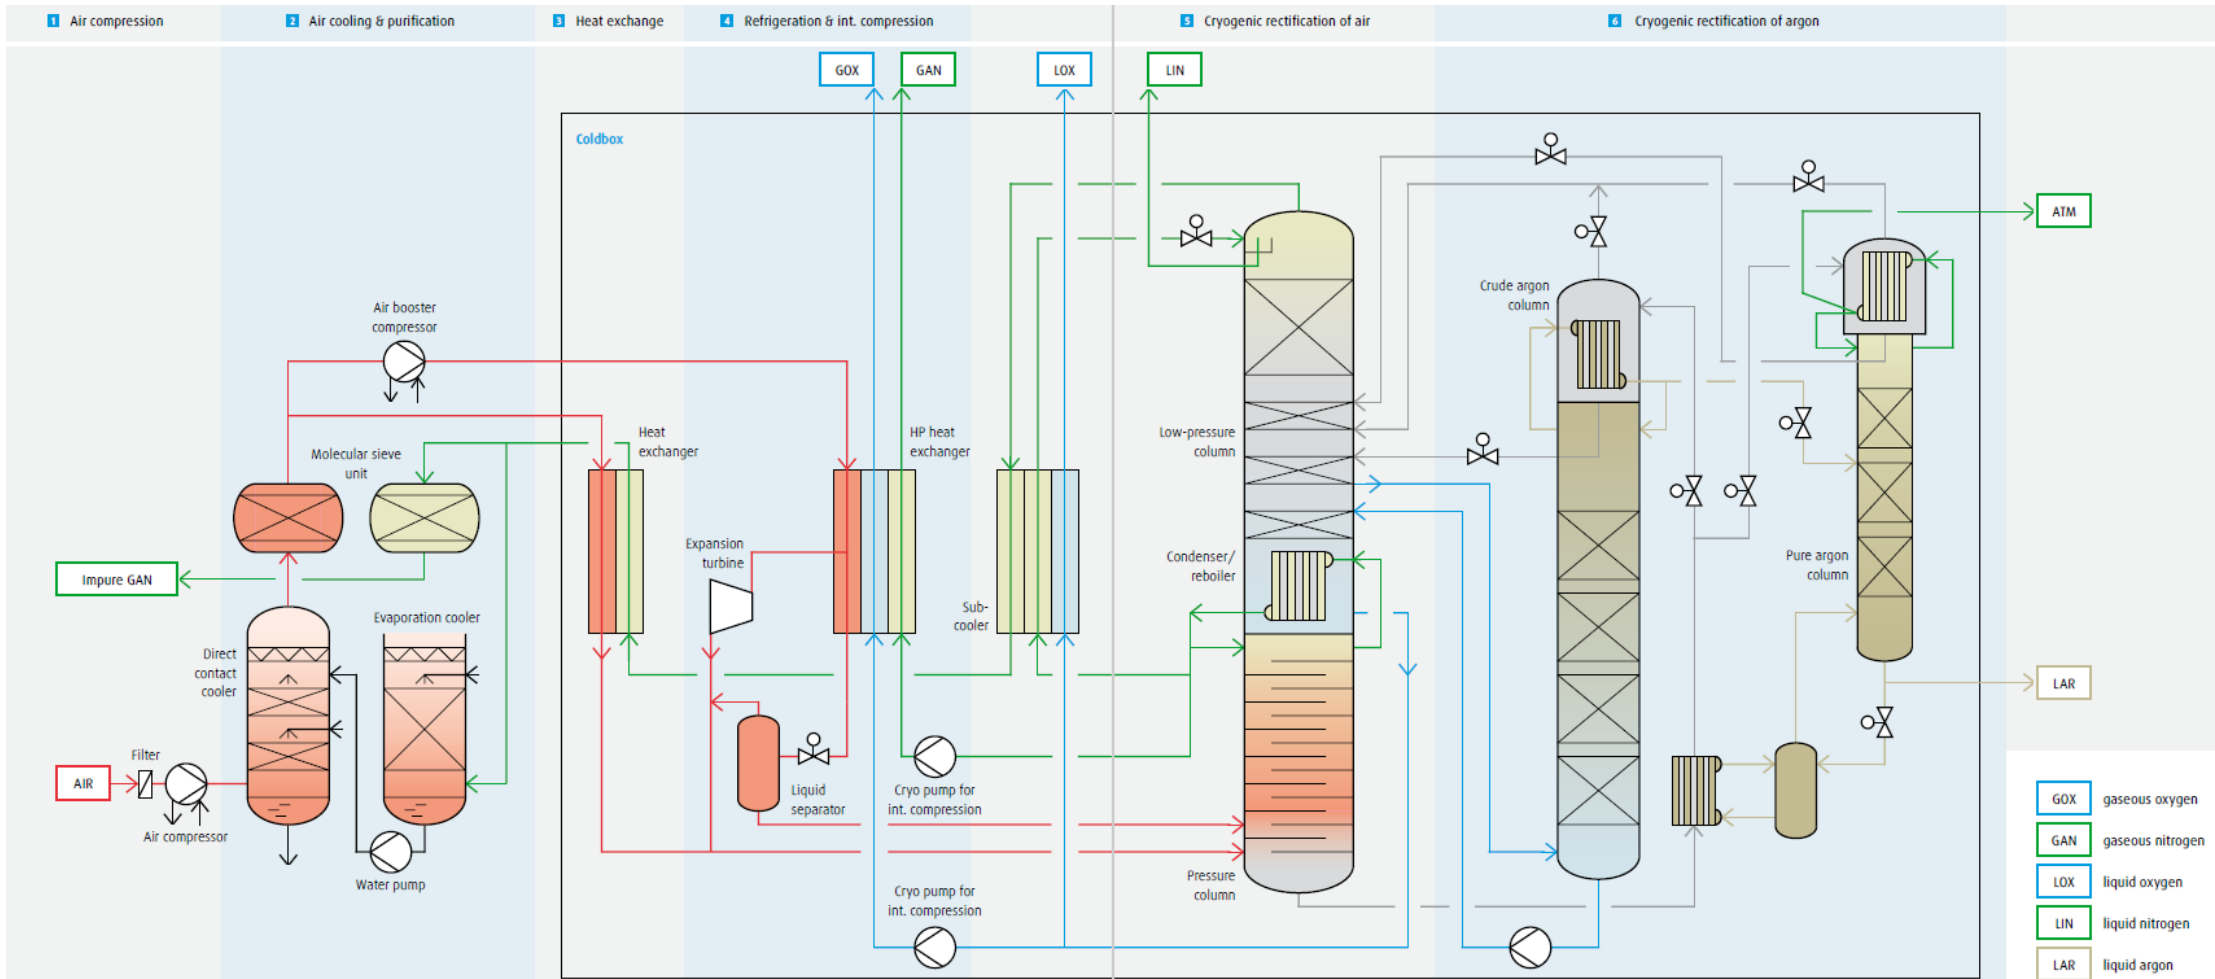 1 Air compression
2 Air cooling & purification
3 Heat exchange
4 Refrigeration & int. compression
5 Cryogenic rectification of air
6 Cryogenic rectification of argon
GOX
GAN
LOX
LIN
Coldbox
ATM
Air booster
compressor
Crude argon
column
Heat
exchanger
HP heat
exchanger
Low-pressure
column
Molecular sieve
unit
Expansion
turbine
Condenser/
reboiler
Pure argon
column
Impure GAN
Evaporation cooler
Sub-
cooler
Direct
contact
cooler
LAR
Filter
AIR
Liquid
separator
Cryo pump for
int. compression
Air compressor
Water pump
Pressure
column
Cryo pump for
int. compression
GOX gaseous oxygen
GAN gaseous nitrogen
LOX liquid oxygen
LIN liquid nitrogen
LAR liquid argon